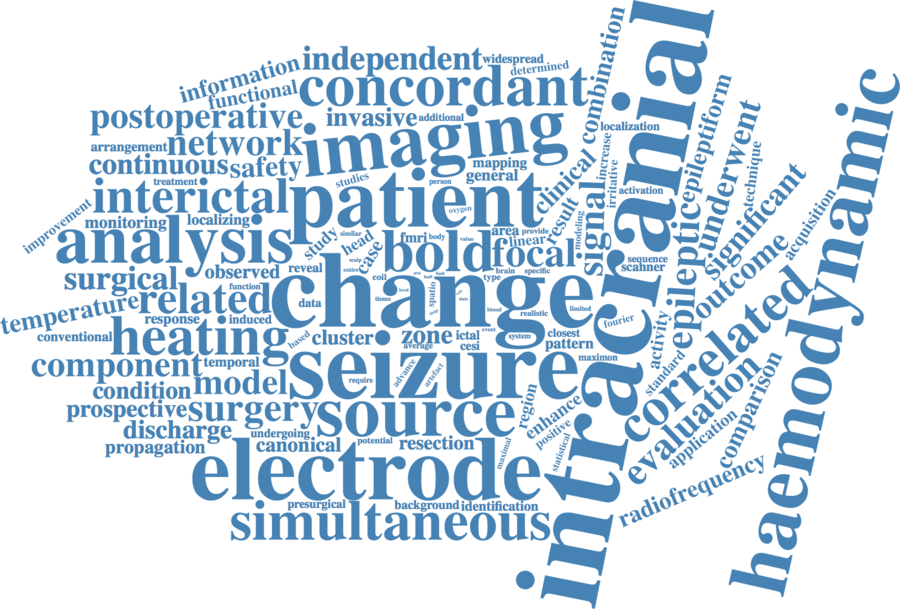 independent
widespread
determined
information
functional
concordant
combination
postoperative
invasive
additional
imaging
localization
arrangement
network
continuous
safety
mapping
general
clinical
increase
irritative
activation
epileptiform
underwent
technique
treatment
studies
person
interictal
patient
oxygen
result
modeling
signal
intracranial
epileptic
significant
acquisition
haemodynamic
improvement
monitoring
localizing
study
similar
head
case
fmri
body
value
area
provide
linear
analysis
bold
focal
sequence
scanner
outcome
surgical
observed
reveal
scalp
entire
coil
type
brain
specific
function
change
temperature
related
data
tissue
level
spatio
blood
realistic
limited
fourier
correlated
response
induced
conventional
heating
based
cluster
zone
average
ictal
cesi
event
system
closest
pattern
activity
component
temporal
seizure
maximon
standard
condition
model
require
advance
artefact
evaluation
comparison
prospective
surgery
source
region
enhance
positive
application
discharge
undergoing
propagation
canonical
potential
resection
maximal
statistical
electrode
radiofrequency
presurgical
background
identification
simultaneous